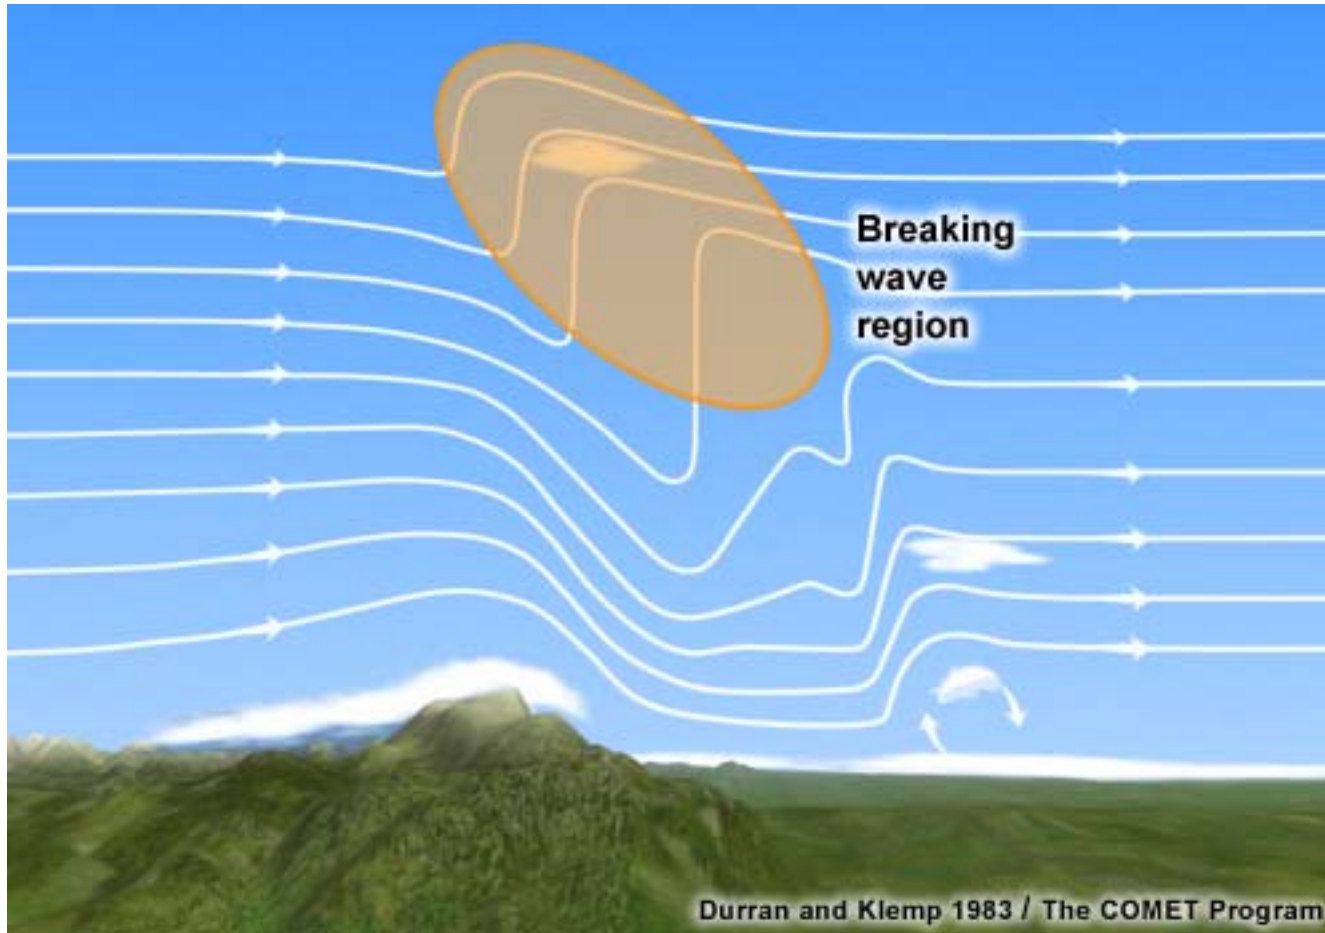 Breaking
wave
region
Durran and Klemp 1983 / The COMET Program